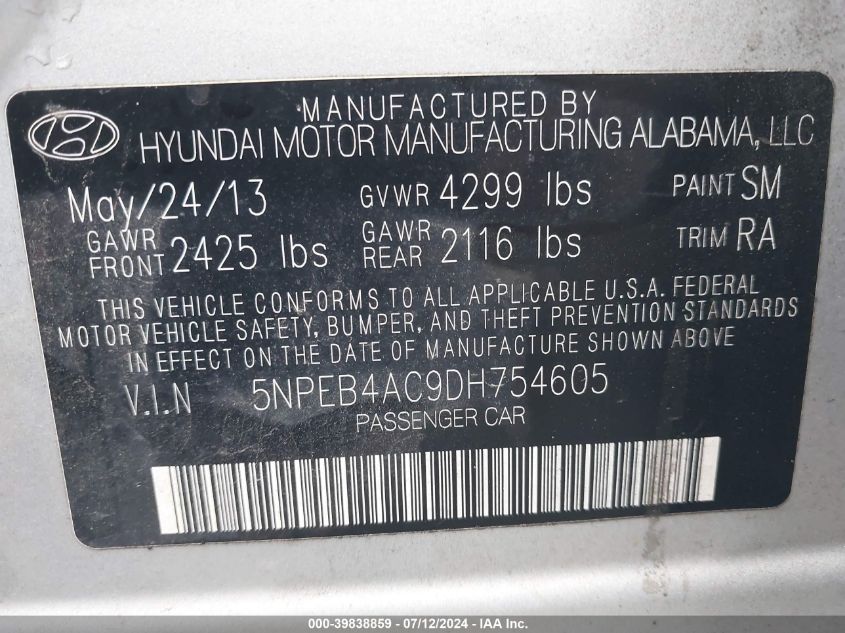 MANUFACTURED BY
HYUNDAI MOTOR MANUFACTURING ALABAMA, LLC
May/24/13 GVWR 4299 lbs PAINT SM
GAWR FRONT 2425 lbs GAWR REAR 2116 lbs TRIM RA
THIS VEHICLE CONFORMS TO ALL APPLICABLE U.S.A. FEDERAL
MOTOR VEHICLE SAFETY, BUMPER, AND THEFT PREVENTION STANDARDS
IN EFFECT ON THE DATE OF MANUFACTURE SHOWN ABOVE
V.I.N 5NPEB4AC9DH754605
PASSENGER CAR
000-39838859 - 07/12/2024 - IAAI.COM